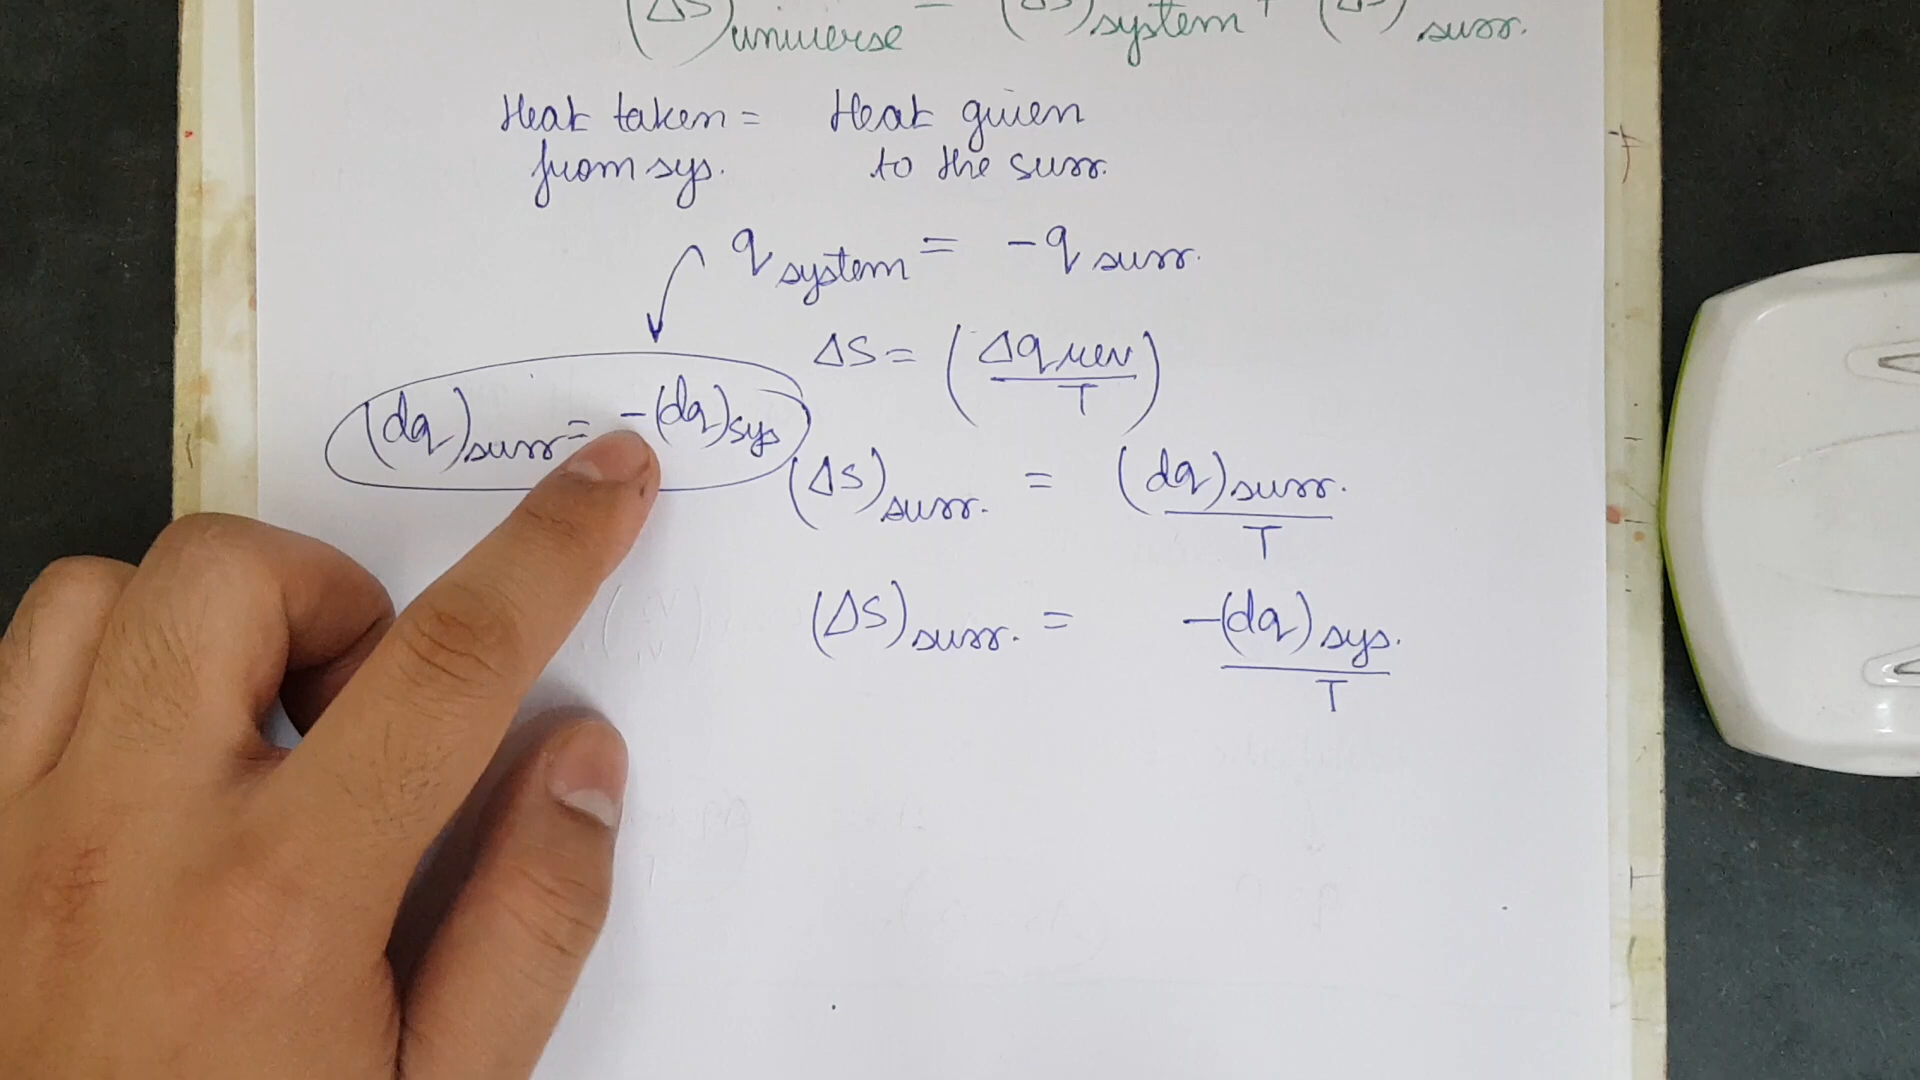 (ΔS)universe = (ΔS)system + (ΔS)surr.
Heat taken = Heat given
from sys. to the surr.
q system = -q surr.
ΔS = (Δq rev / T)
(dq)surr = -(dq)sys
(ΔS)surr. = (dq)surr. / T
(ΔS)surr. = -(dq)sys. / T